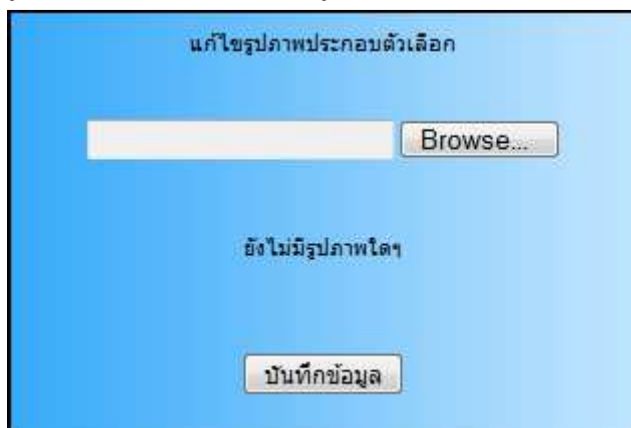 แก้ไขรูปภาพประกอบตัวเลือก
Browse...
ยังไม่มีรูปภาพใดๆ
บันทึกข้อมูล